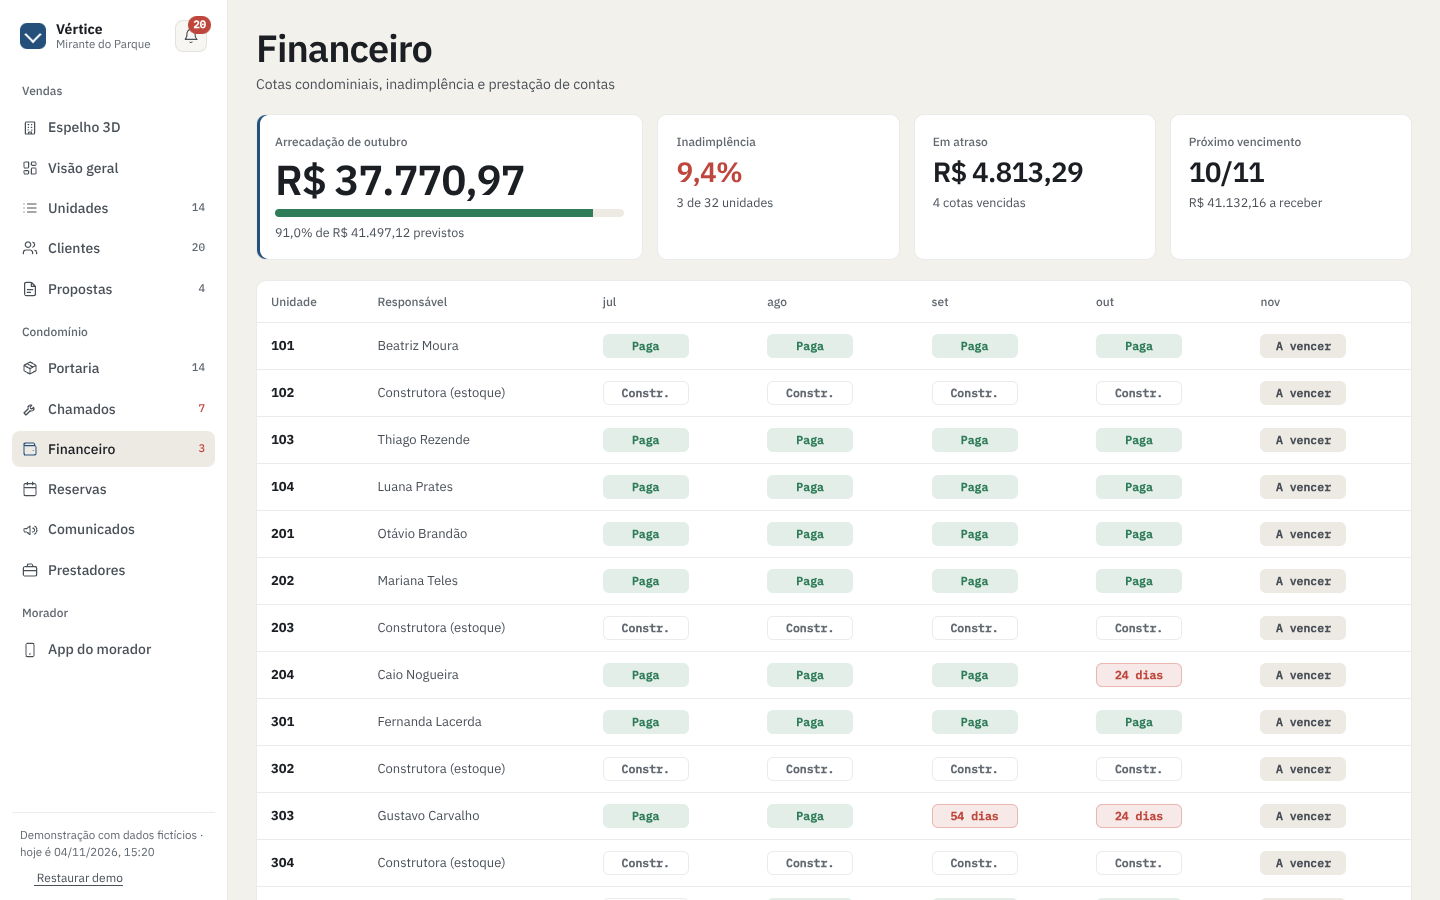 Vértice
Mirante do Parque
20
Vendas
Espelho 3D
Visão geral
Unidades 14
Clientes 20
Propostas 4
Condomínio
Portaria 14
Chamados 7
Financeiro 3
Reservas
Comunicados
Prestadores
Morador
App do morador
Demonstração com dados fictícios ·
hoje é 04/11/2026, 15:20
Restaurar demo
Financeiro
Cotas condominiais, inadimplência e prestação de contas
Arrecadação de outubro
R$ 37.770,97
91,0% de R$ 41.497,12 previstos
Inadimplência
9,4%
3 de 32 unidades
Em atraso
R$ 4.813,29
4 cotas vencidas
Próximo vencimento
10/11
R$ 41.132,16 a receber
Unidade Responsável jul ago set out nov
101 Beatriz Moura Paga Paga Paga Paga A vencer
102 Construtora (estoque) Constr. Constr. Constr. Constr. A vencer
103 Thiago Rezende Paga Paga Paga Paga A vencer
104 Luana Prates Paga Paga Paga Paga A vencer
201 Otávio Brandão Paga Paga Paga Paga A vencer
202 Mariana Teles Paga Paga Paga Paga A vencer
203 Construtora (estoque) Constr. Constr. Constr. Constr. A vencer
204 Caio Nogueira Paga Paga Paga 24 dias A vencer
301 Fernanda Lacerda Paga Paga Paga Paga A vencer
302 Construtora (estoque) Constr. Constr. Constr. Constr. A vencer
303 Gustavo Carvalho Paga Paga 54 dias 24 dias A vencer
304 Construtora (estoque) Constr. Constr. Constr. Constr. A vencer